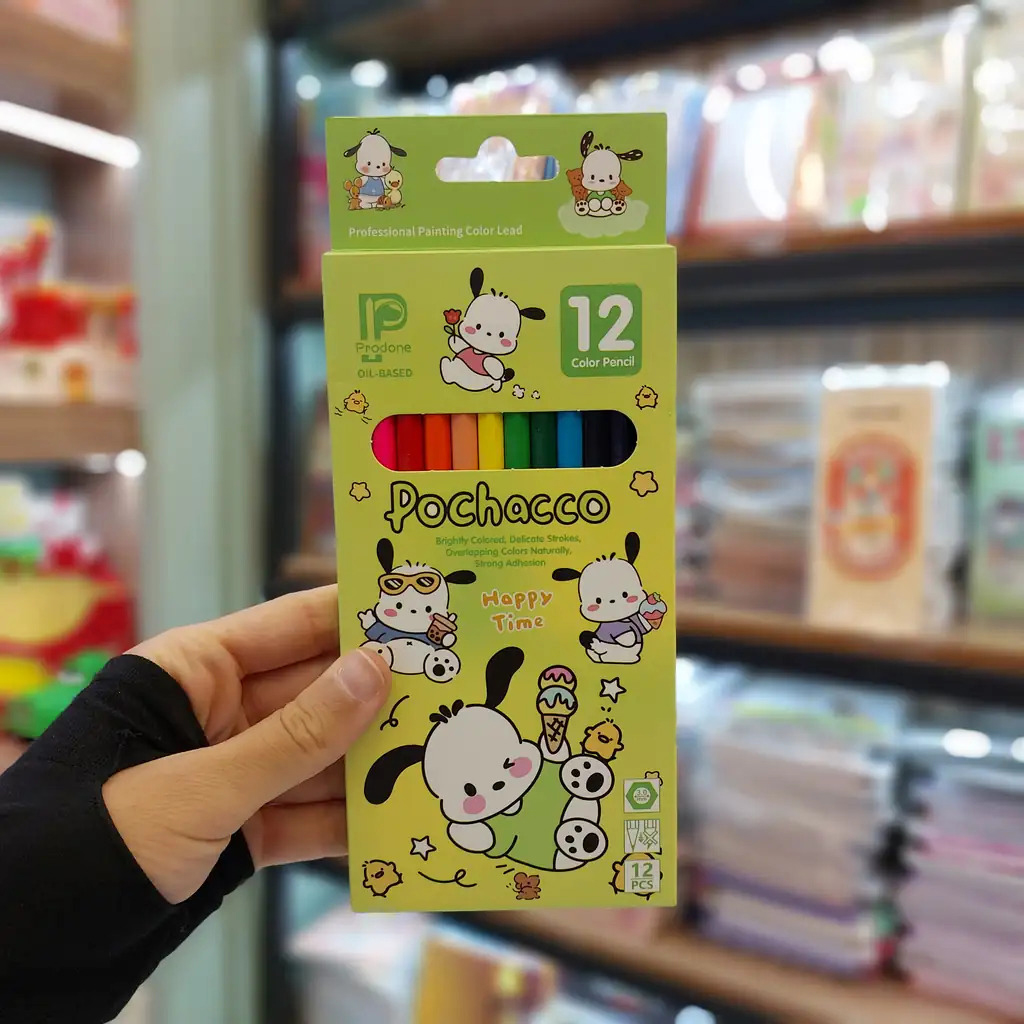 Professional Painting Color Lead
Prodone
OIL-BASED
12
Color Pencil
Pochacco
Brightly Colored, Delicate Strokes,
Overlapping Colors Naturally,
Strong Adhesion
Happy
Time
12
PCS